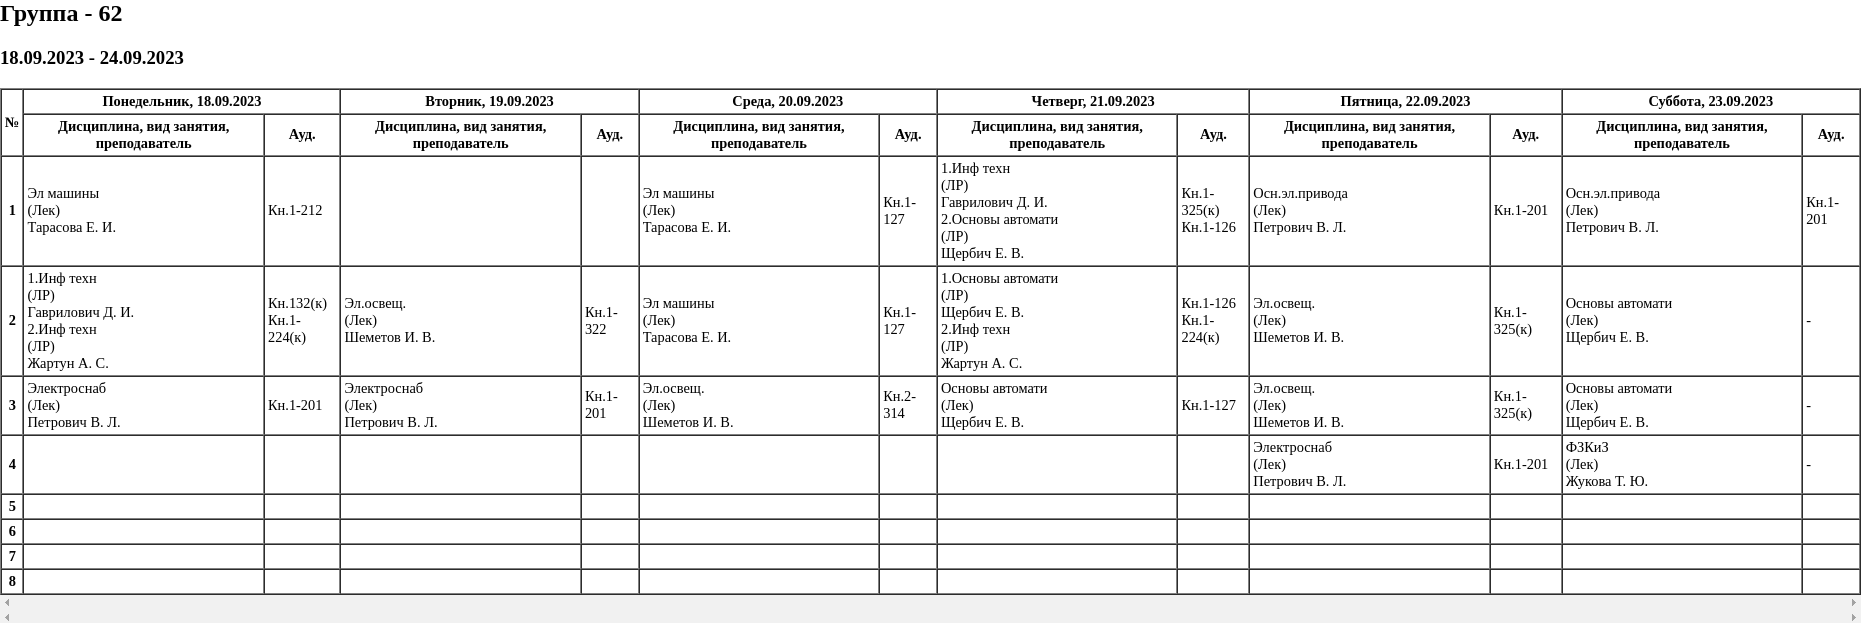 Группа - 62
18.09.2023 - 24.09.2023
№
Понедельник, 18.09.2023
Вторник, 19.09.2023
Среда, 20.09.2023
Четверг, 21.09.2023
Пятница, 22.09.2023
Суббота, 23.09.2023
Дисциплина, вид занятия,
преподаватель
Ауд.
Дисциплина, вид занятия,
преподаватель
Ауд.
Дисциплина, вид занятия,
преподаватель
Ауд.
Дисциплина, вид занятия,
преподаватель
Ауд.
Дисциплина, вид занятия,
преподаватель
Ауд.
Дисциплина, вид занятия,
преподаватель
Ауд.
1
Эл машины
(Лек)
Тарасова Е. И.
Кн.1-212
Эл машины
(Лек)
Тарасова Е. И.
Кн.1-
127
1.Инф техн
(ЛР)
Гаврилович Д. И.
2.Основы автомати
(ЛР)
Щербич Е. В.
Кн.1-
325(к)
Кн.1-126
Осн.эл.привода
(Лек)
Петрович В. Л.
Кн.1-201
Осн.эл.привода
(Лек)
Петрович В. Л.
Кн.1-
201
2
1.Инф техн
(ЛР)
Гаврилович Д. И.
2.Инф техн
(ЛР)
Жартун А. С.
Кн.132(к)
Кн.1-
224(к)
Эл.освещ.
(Лек)
Шеметов И. В.
Кн.1-
322
Эл машины
(Лек)
Тарасова Е. И.
Кн.1-
127
1.Основы автомати
(ЛР)
Щербич Е. В.
2.Инф техн
(ЛР)
Жартун А. С.
Кн.1-126
Кн.1-
224(к)
Эл.освещ.
(Лек)
Шеметов И. В.
Кн.1-
325(к)
Основы автомати
(Лек)
Щербич Е. В.
-
3
Электроснаб
(Лек)
Петрович В. Л.
Кн.1-201
Электроснаб
(Лек)
Петрович В. Л.
Кн.1-
201
Эл.освещ.
(Лек)
Шеметов И. В.
Кн.2-
314
Основы автомати
(Лек)
Щербич Е. В.
Кн.1-127
Эл.освещ.
(Лек)
Шеметов И. В.
Кн.1-
325(к)
Основы автомати
(Лек)
Щербич Е. В.
-
4
Электроснаб
(Лек)
Петрович В. Л.
Кн.1-201
ФЗКиЗ
(Лек)
Жукова Т. Ю.
-
5
6
7
8